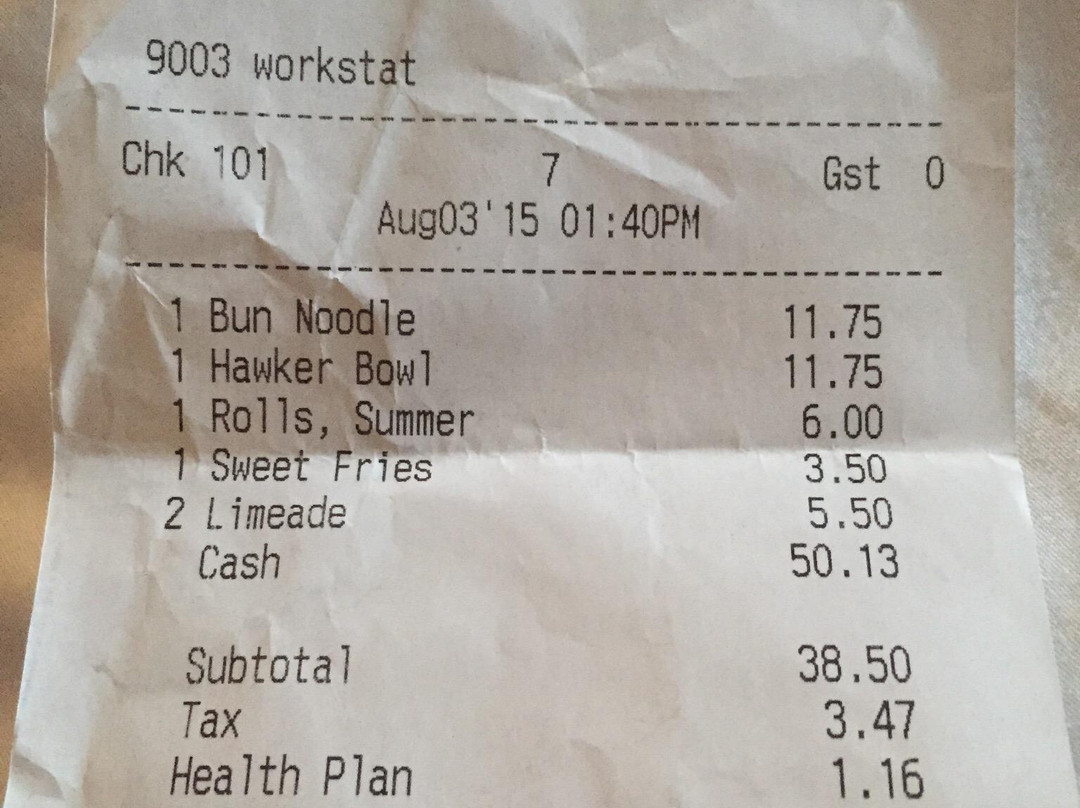 9003 workstat
Chk 101 7 Gst 0
Aug03'15 01:40PM
1 Bun Noodle 11.75
1 Hawker Bowl 11.75
1 Rolls, Summer 6.00
1 Sweet Fries 3.50
2 Limeade 5.50
Cash 50.13
Subtotal 38.50
Tax 3.47
Health Plan 1.16